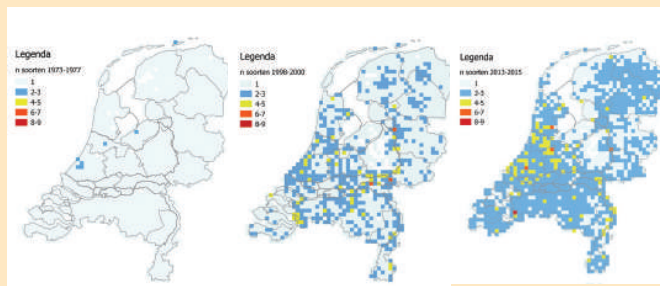 Legenda
n soorten 1973-1977
1
2-3
4-5
6-7
8-9
Legenda
n soorten 1998-2000
1
2-3
4-5
6-7
8-9
Legenda
n soorten 2013-2015
1
2-3
4-5
6-7
8-9